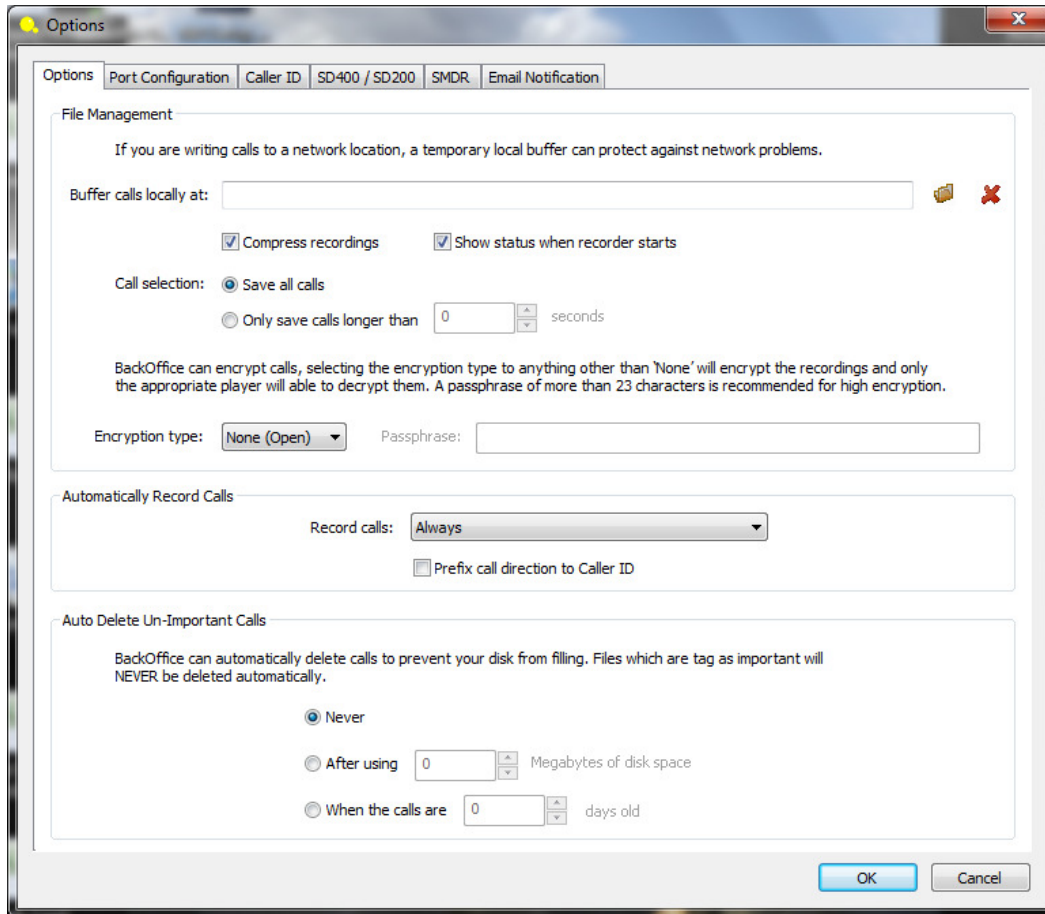 Options
Options Port Configuration Caller ID SD400 / SD200 SMDR Email Notification
File Management
If you are writing calls to a network location, a temporary local buffer can protect against network problems.
Buffer calls locally at:
Compress recordings Show status when recorder starts
Call selection: Save all calls
Only save calls longer than 0 seconds
BackOffice can encrypt calls, selecting the encryption type to anything other than 'None' will encrypt the recordings and only
the appropriate player will able to decrypt them. A passphrase of more than 23 characters is recommended for high encryption.
Encryption type: None (Open) Passphrase:
Automatically Record Calls
Record calls: Always
Prefix call direction to Caller ID
Auto Delete Un-Important Calls
BackOffice can automatically delete calls to prevent your disk from filling. Files which are tag as important will
NEVER be deleted automatically.
Never
After using 0 Megabytes of disk space
When the calls are 0 days old
OK Cancel